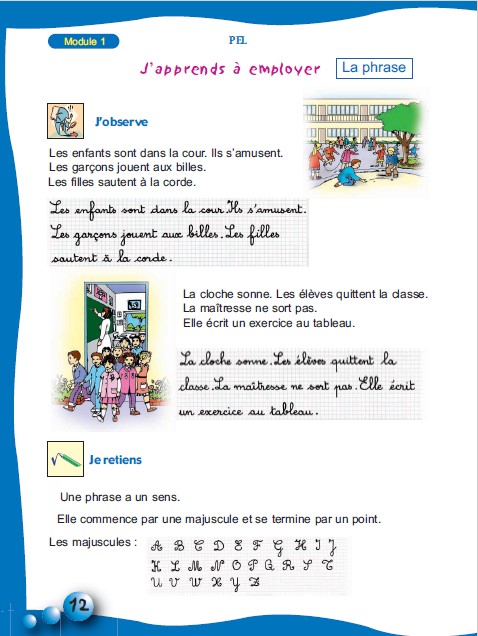 Module 1
PEL
J'apprends à employer La phrase
J'observe
Les enfants sont dans la cour. Ils s'amusent.
Les garçons jouent aux billes.
Les filles sautent à la corde.
Les enfants sont dans la cour. Ils s'amusent.
Les garçons jouent aux billes. Les filles
sautent à la corde.
La cloche sonne. Les élèves quittent la classe.
La maîtresse ne sort pas.
Elle écrit un exercice au tableau.
La cloche sonne. Les élèves quittent la
classe. La maîtresse ne sort pas. Elle écrit
un exercice au tableau.
Je retiens
Une phrase a un sens.
Elle commence par une majuscule et se termine par un point.
Les majuscules :
A B C D E F G H I J
K L M N O P Q R S T
U V W X Y Z
12